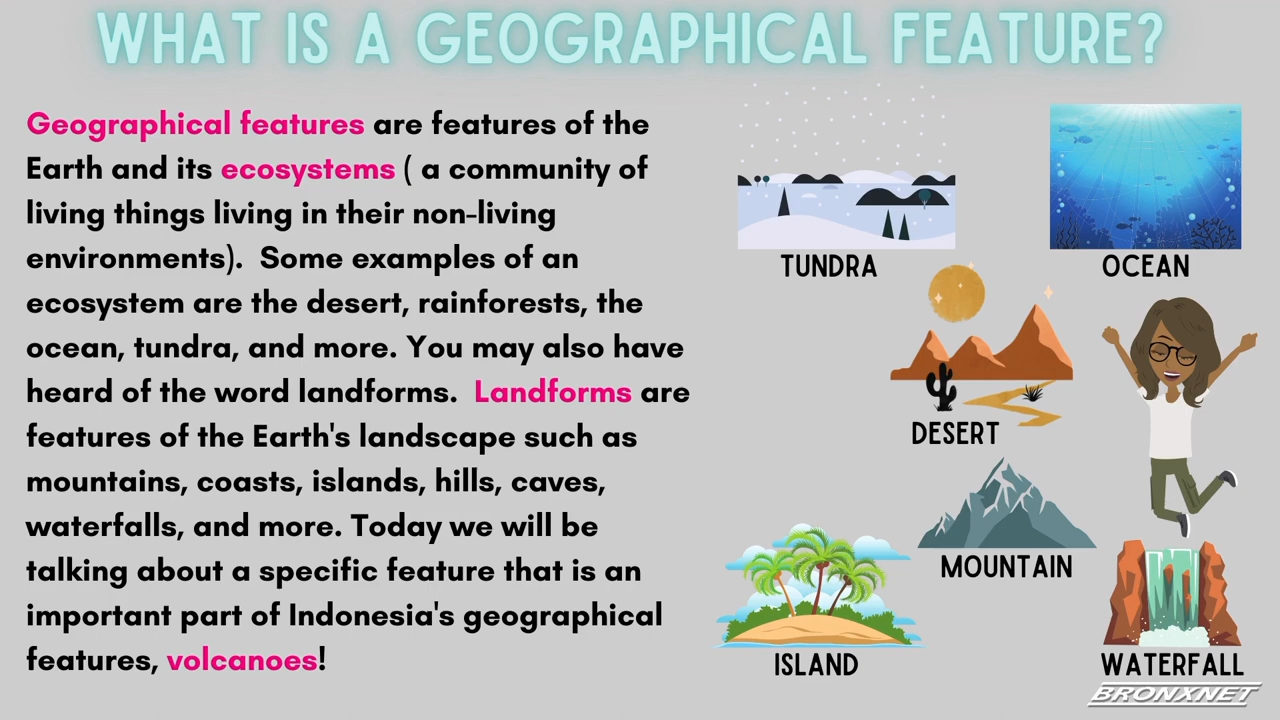 WHAT IS A GEOGRAPHICAL FEATURE?
Geographical features are features of the
Earth and its ecosystems ( a community of
living things living in their non-living
environments).  Some examples of an
ecosystem are the desert, rainforests, the
ocean, tundra, and more. You may also have
heard of the word landforms.  Landforms are
features of the Earth's landscape such as
mountains, coasts, islands, hills, caves,
waterfalls, and more. Today we will be
talking about a specific feature that is an
important part of Indonesia's geographical
features, volcanoes!
TUNDRA
OCEAN
DESERT
MOUNTAIN
ISLAND
WATERFALL
BRONXNET